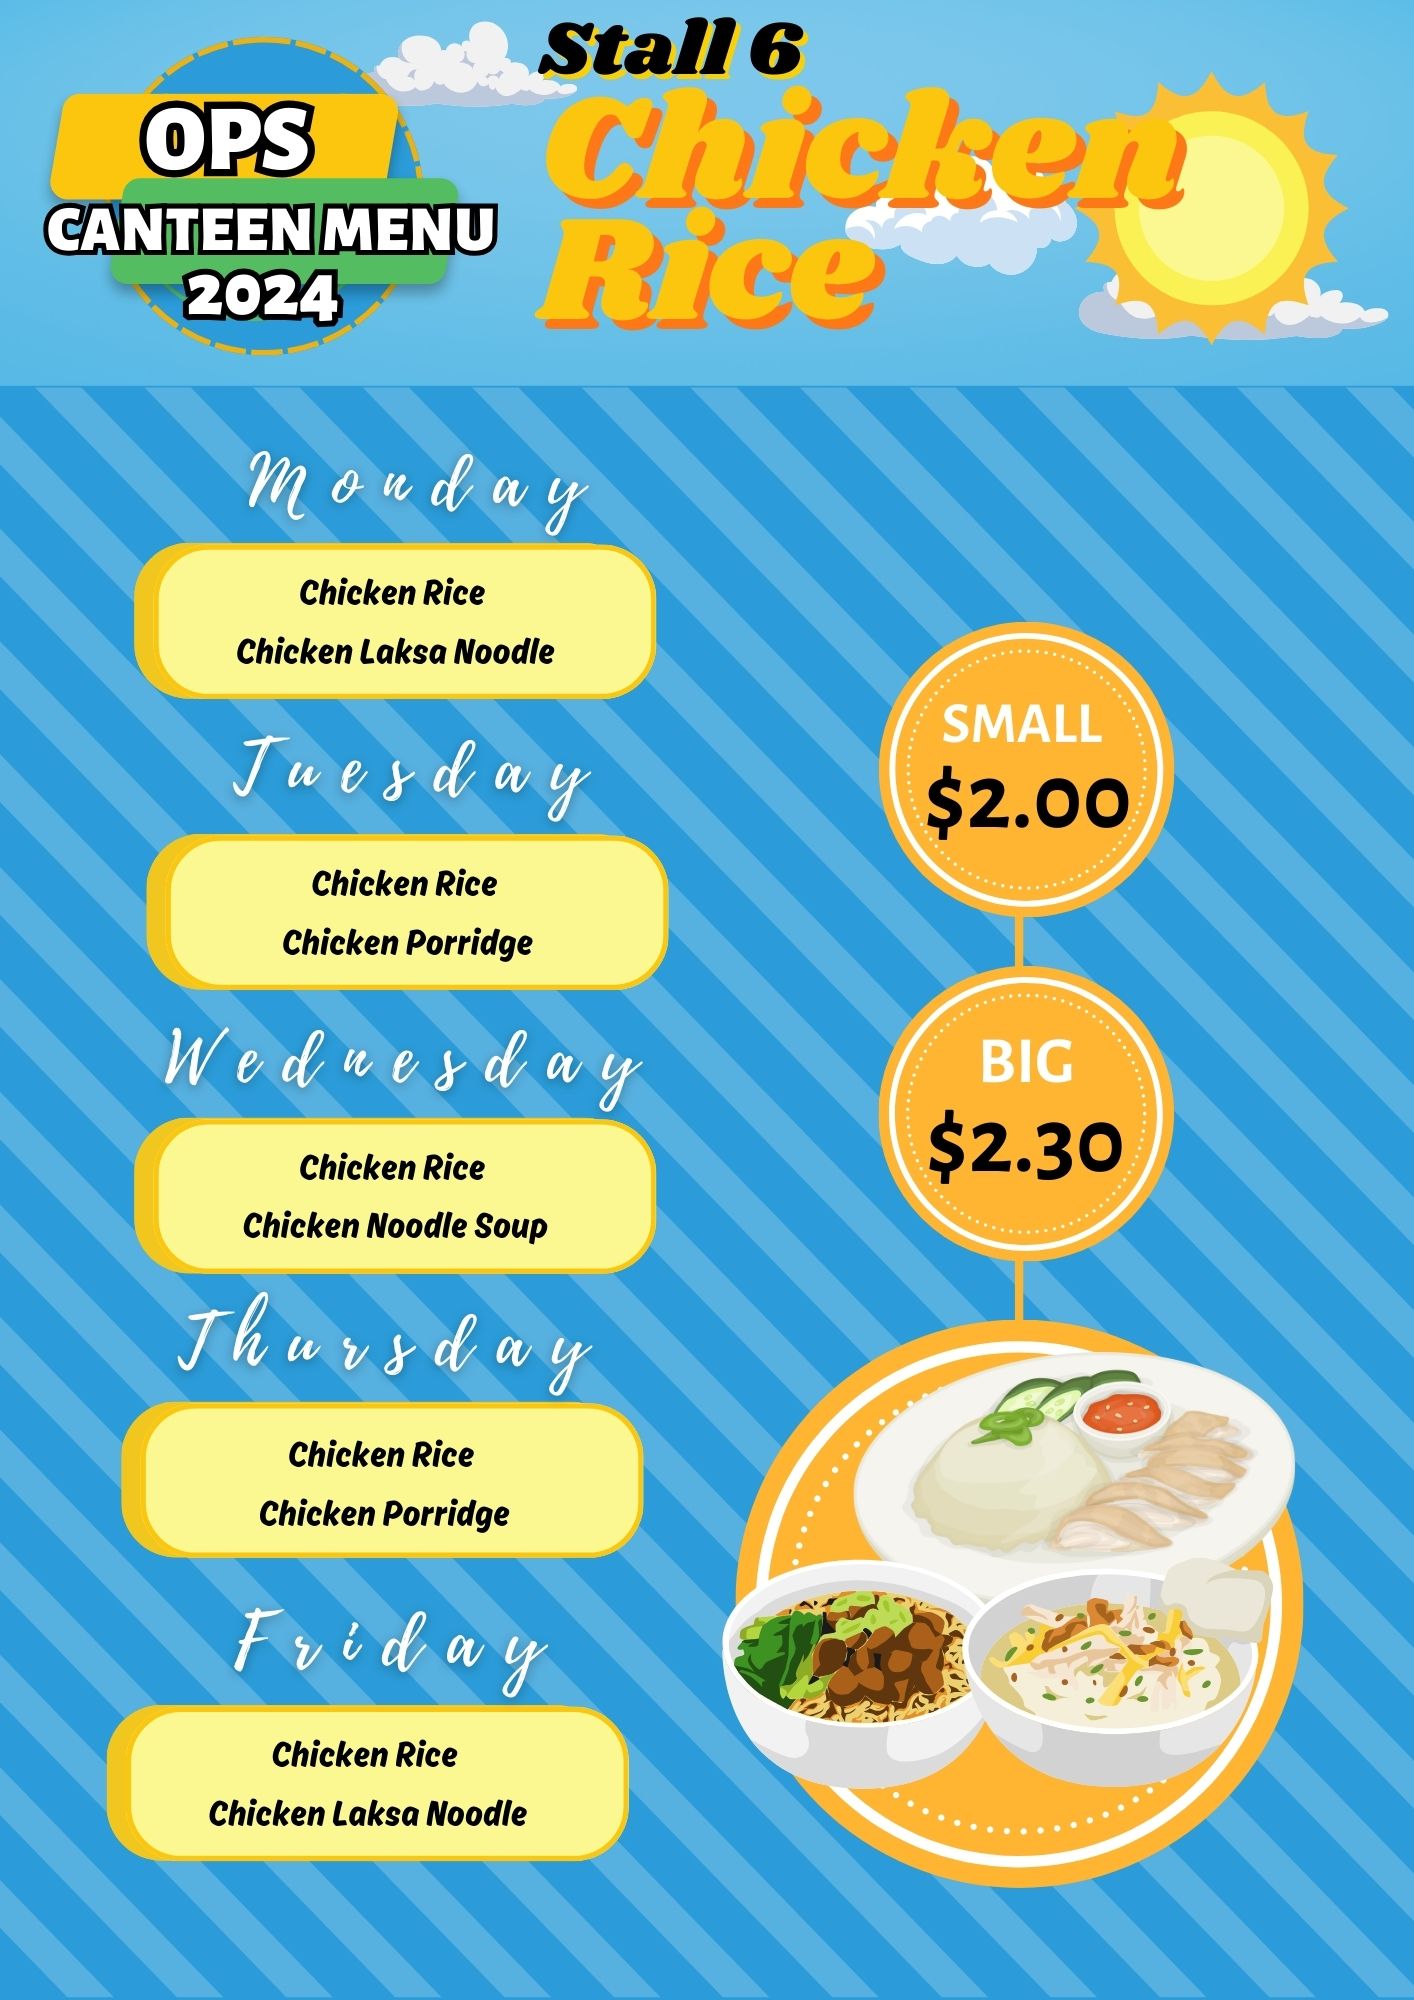 OPS
CANTEEN MENU
2024
Stall 6
Chicken
Rice
Monday
Chicken Rice
Chicken Laksa Noodle
Tuesday
Chicken Rice
Chicken Porridge
Wednesday
Chicken Rice
Chicken Noodle Soup
Thursday
Chicken Rice
Chicken Porridge
Friday
Chicken Rice
Chicken Laksa Noodle
SMALL
$2.00
BIG
$2.30